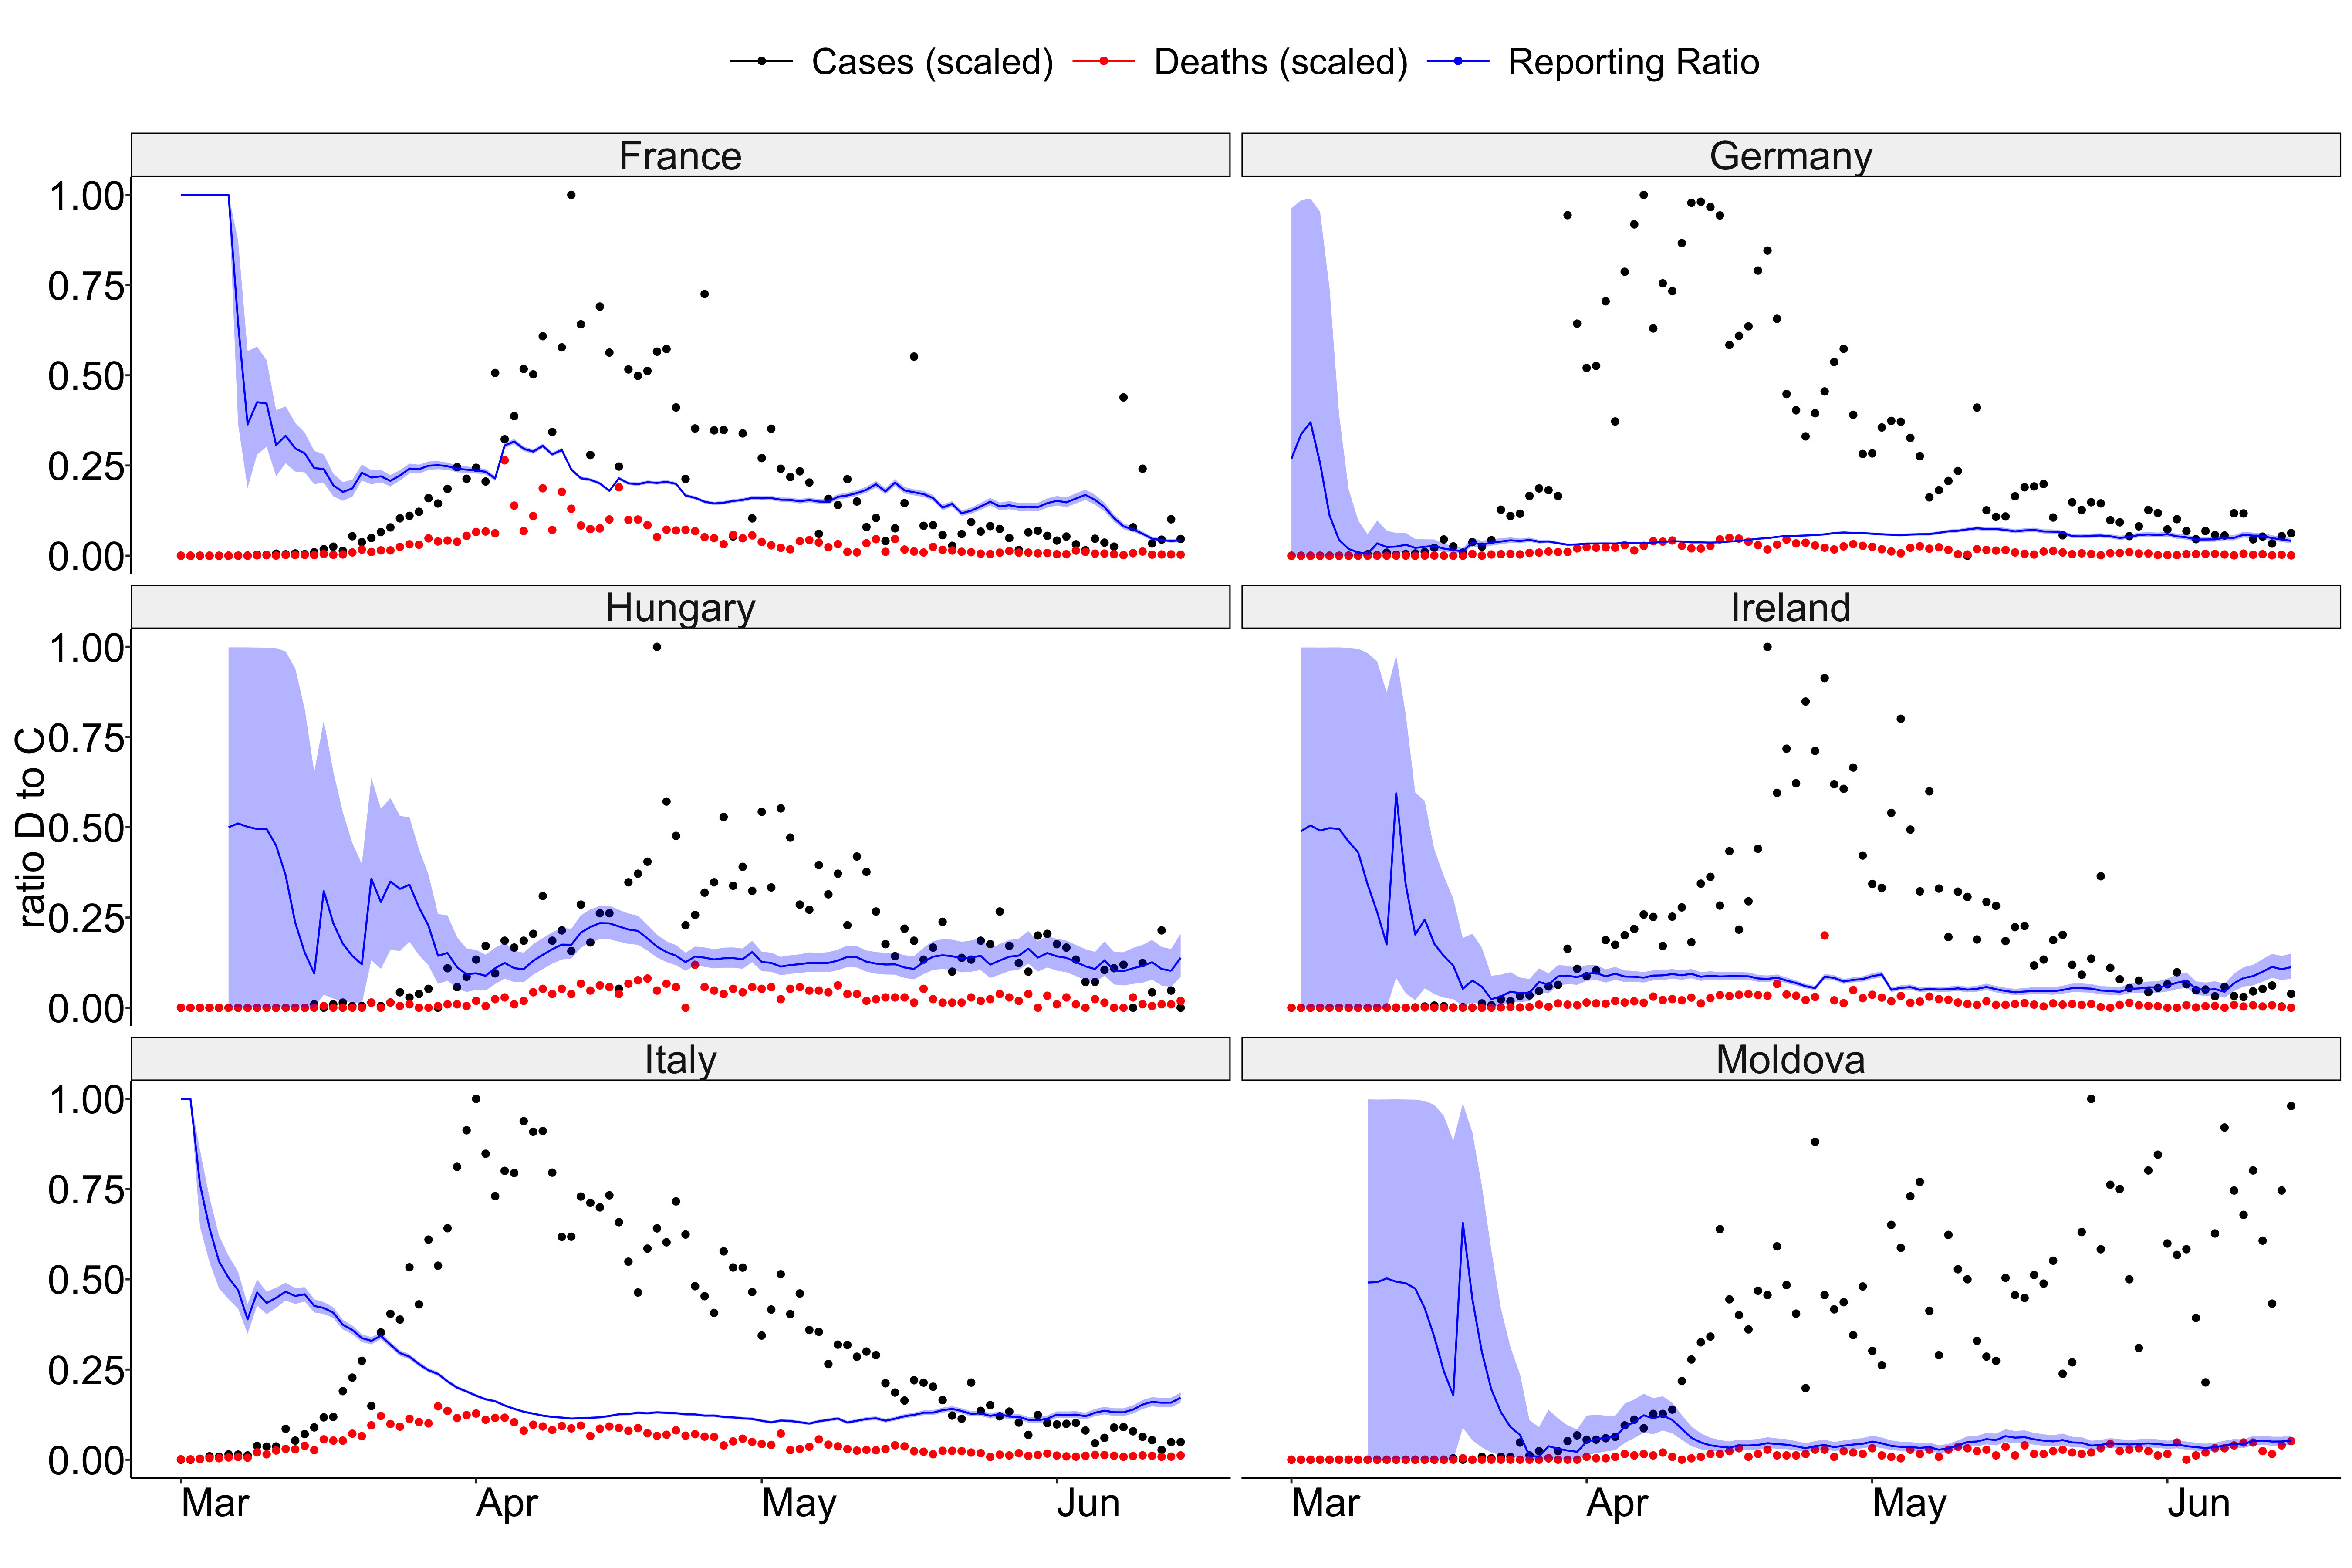 Cases (scaled) Deaths (scaled) Reporting Ratio
France Germany
1.00
0.75
0.50
0.25
0.00
Hungary Ireland
1.00
0.75
0.50
0.25
0.00
ratio D to C
Italy Moldova
1.00
0.75
0.50
0.25
0.00
Mar Apr May Jun Mar Apr May Jun